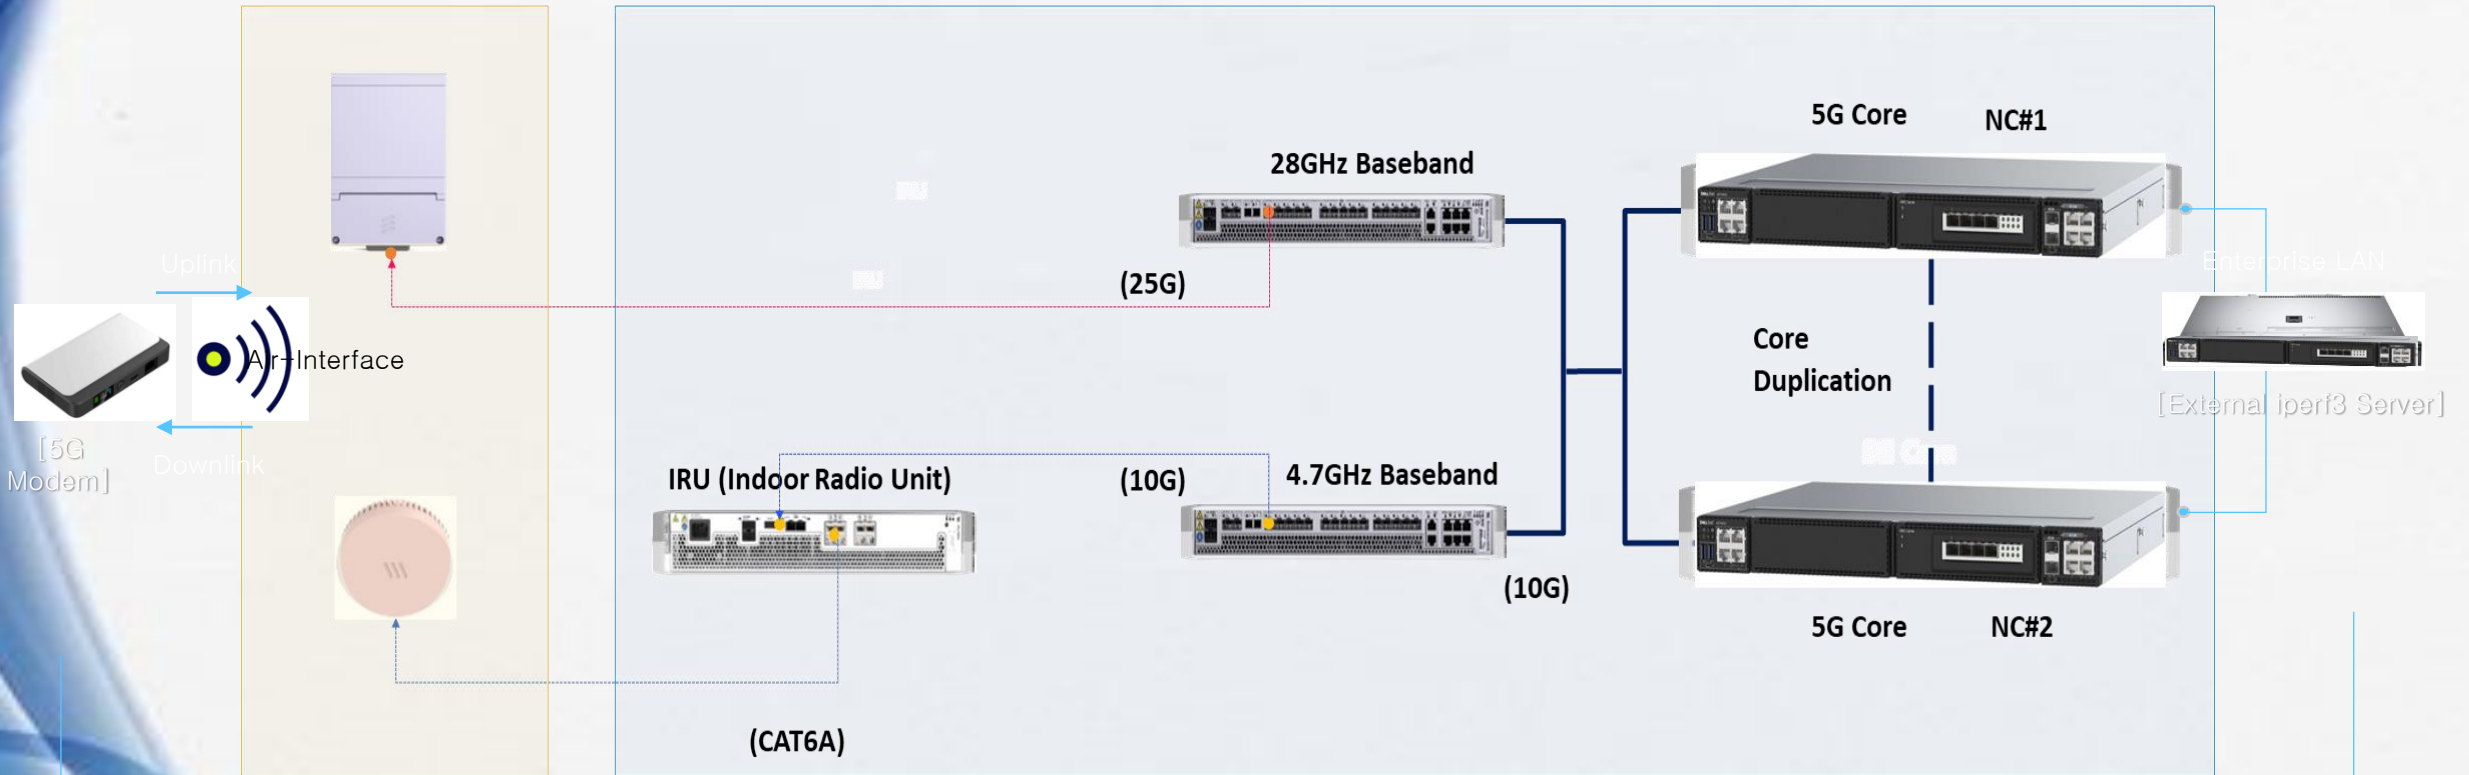 5G Core
NC#1
28GHz Baseband
(25G)
Uplink
Enterprise LAN
Core
Duplication
Air-Interface
[External iperf3 Server]
[5G
Modem]
Downlink
IRU (Indoor Radio Unit)
(10G)
4.7GHz Baseband
(10G)
5G Core
NC#2
(CAT6A)